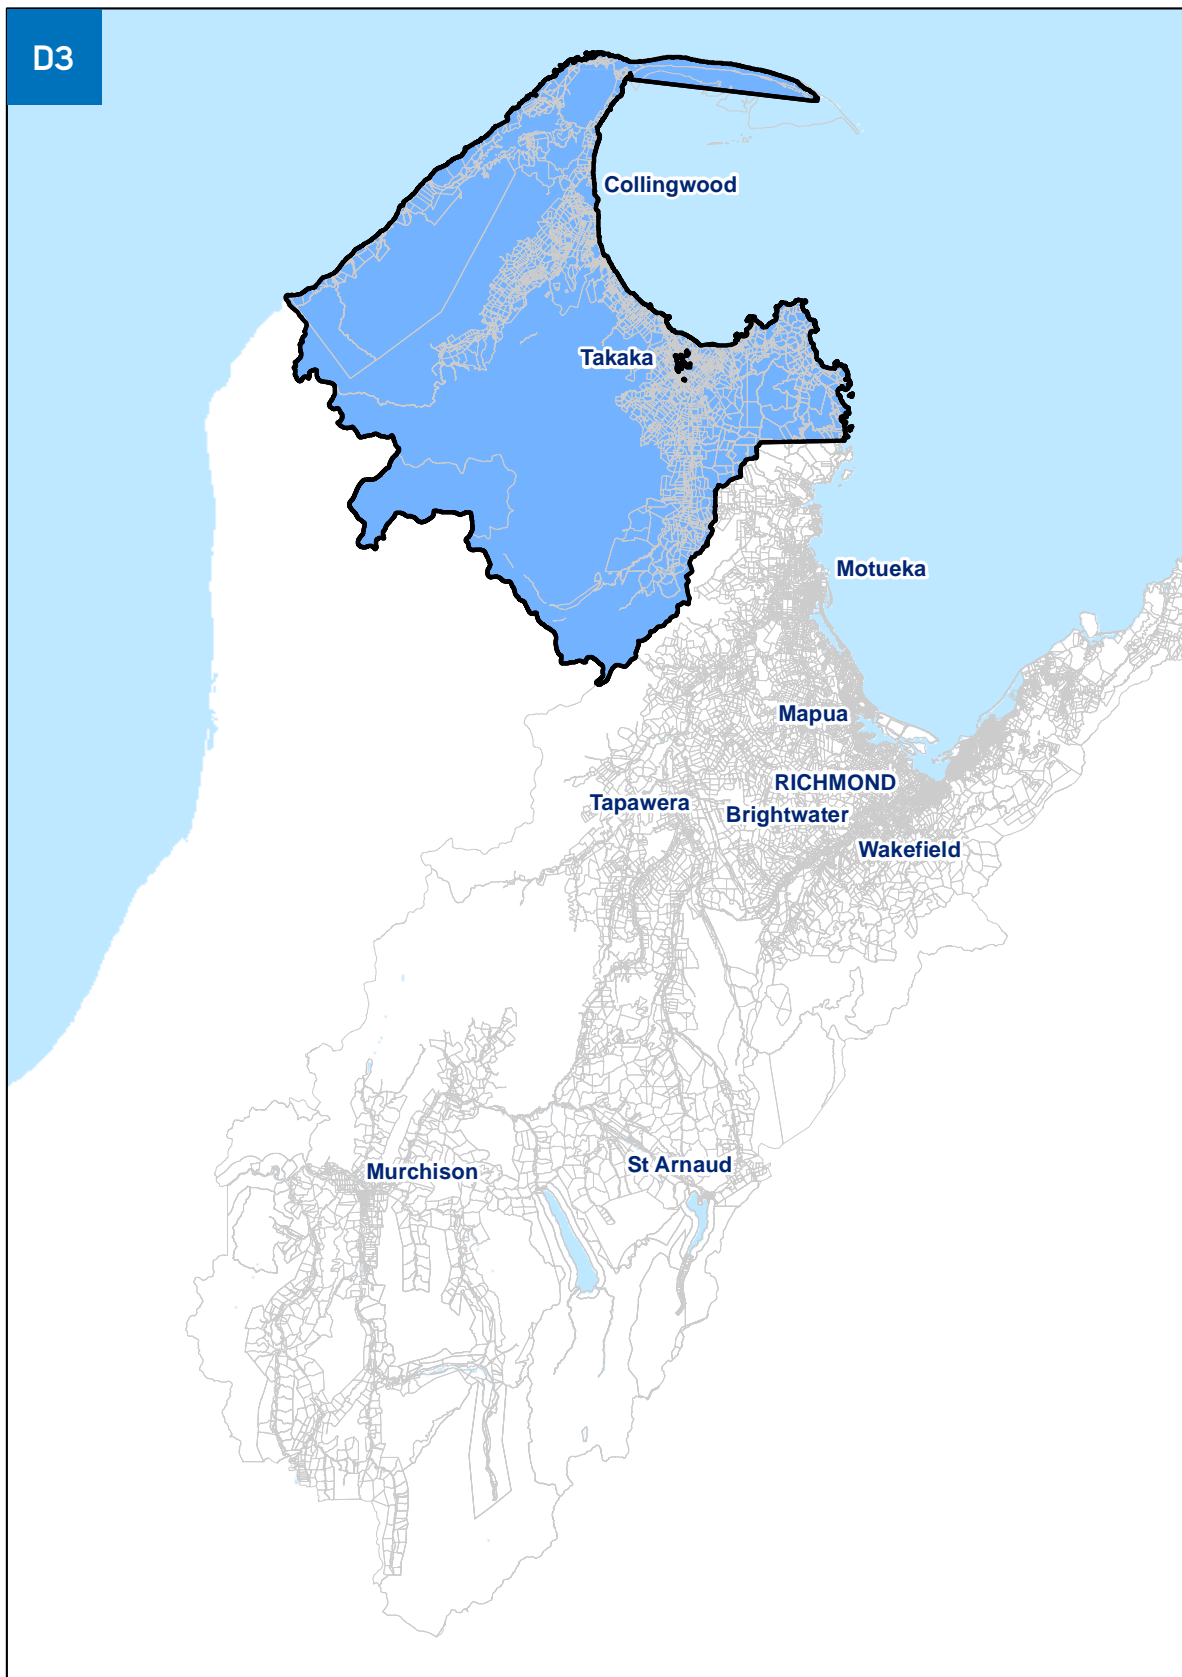 D3
Collingwood
Takaka
Motueka
Mapua
RICHMOND
Tapawera
Brightwater
Wakefield
St Arnaud
Murchison